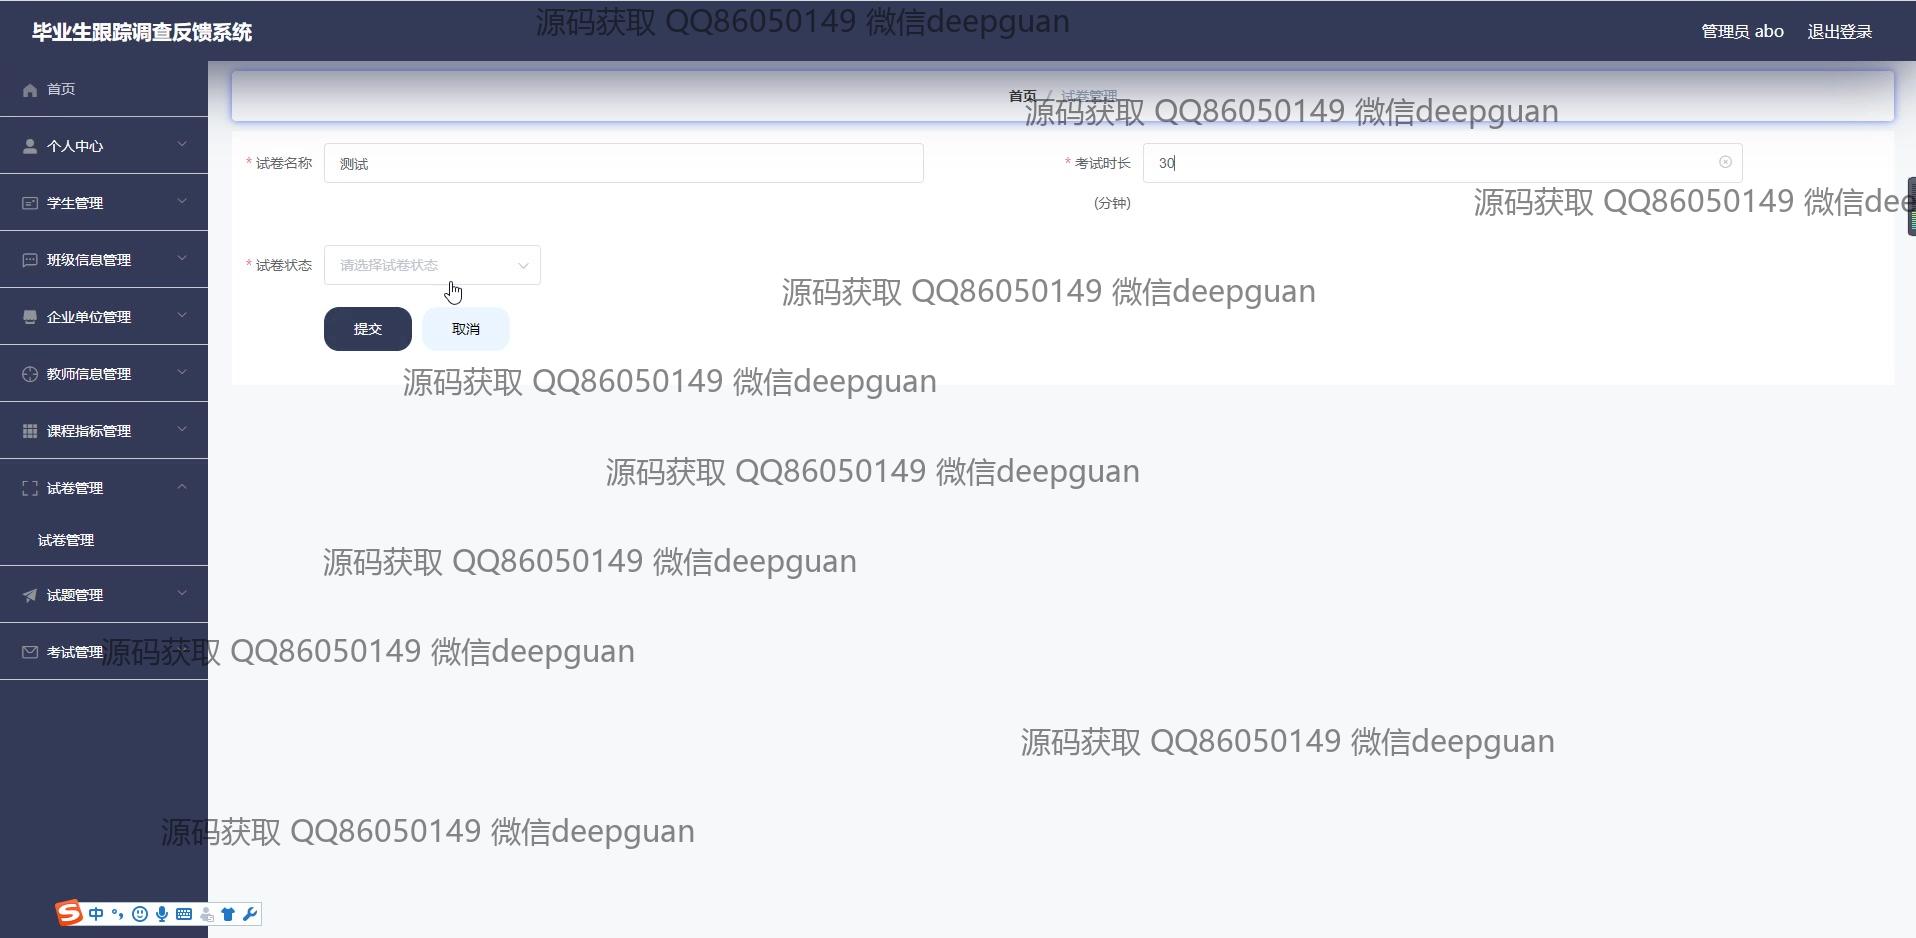 毕业生跟踪调查反馈系统
源码获取 QQ86050149 微信deepguan
管理员 abo
退出登录
首页
个人中心
学生管理
班级信息管理
企业单位管理
教师信息管理
课程指标管理
试卷管理
试卷管理
试题管理
考试管理
首页 / 试卷管理
源码获取 QQ86050149 微信deepguan
* 试卷名称
测试
* 考试时长
(分钟)
30
源码获取 QQ86050149 微信dee
* 试卷状态
请选择试卷状态
源码获取 QQ86050149 微信deepguan
提交
取消
源码获取 QQ86050149 微信deepguan
源码获取 QQ86050149 微信deepguan
源码获取 QQ86050149 微信deepguan
源码获取 QQ86050149 微信deepguan
源码获取 QQ86050149 微信deepguan
源码获取 QQ86050149 微信deepguan
S 中